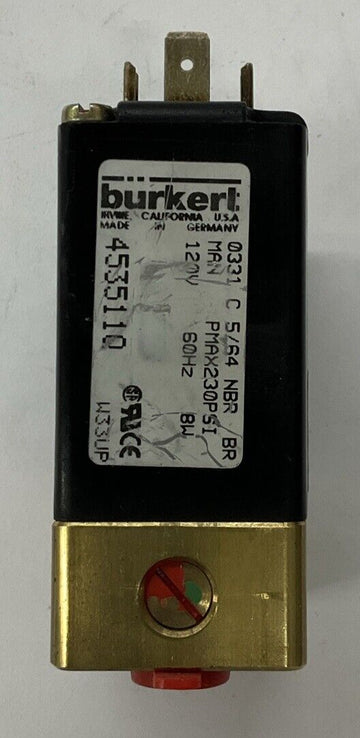 bürkert
IRVINE, CALIFORNIA U.S.A
MADE IN GERMANY
0331 C 5/64 NBR BR
MAN PMAX230PSI
120V 60Hz 8W
4535110
W33UP